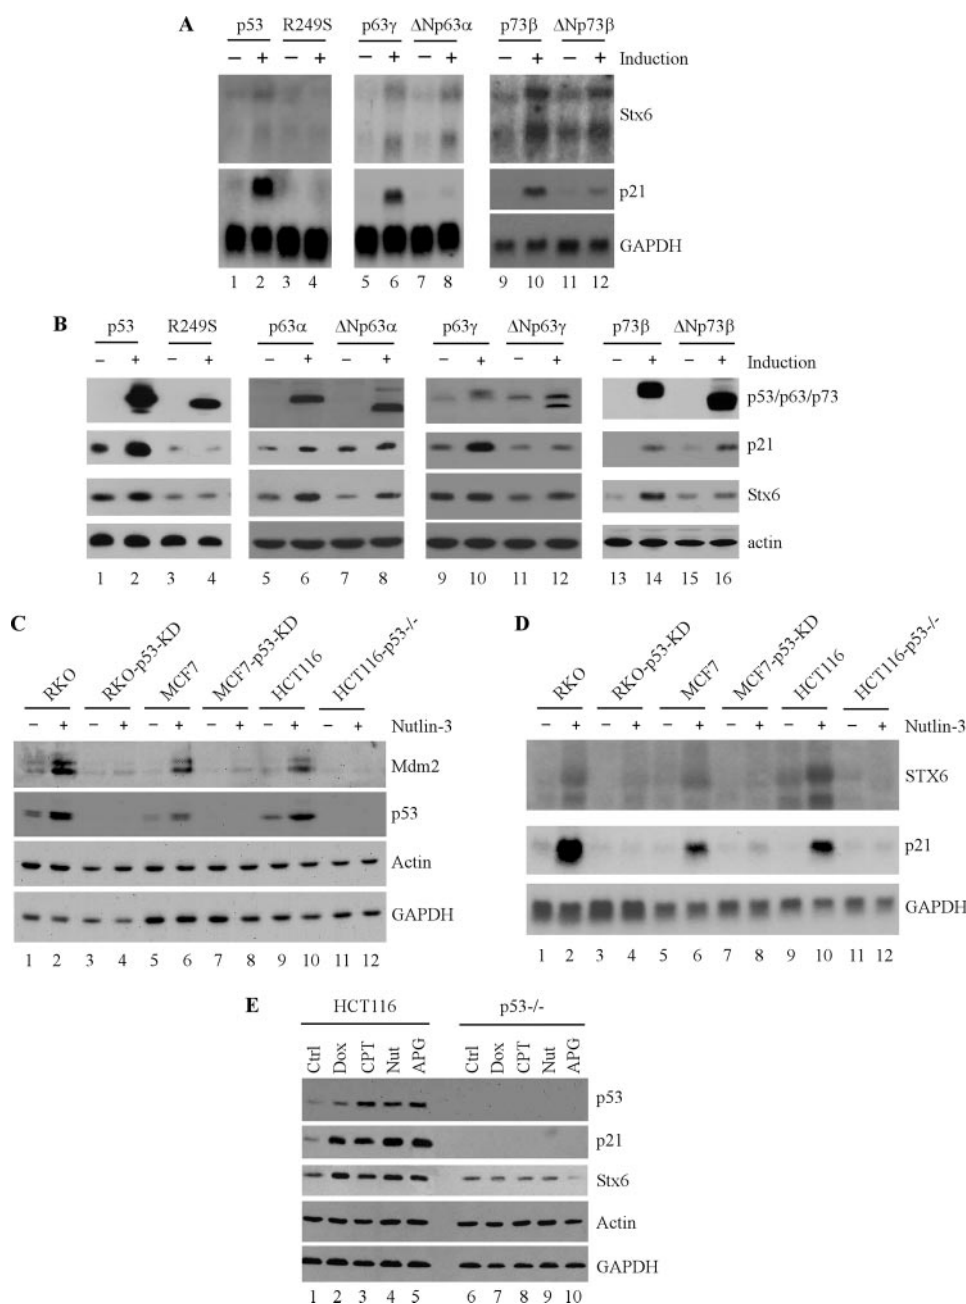 A
p53 R249S p63γ ΔNp63α p73β ΔNp73β
− + − + − + − + − + − + Induction
Stx6
p21
GAPDH
1 2 3 4 5 6 7 8 9 10 11 12
B
p53 R249S p63α ΔNp63α p63γ ΔNp63γ p73β ΔNp73β
− + − + − + − + − + − + − + − + Induction
p53/p63/p73
p21
Stx6
actin
1 2 3 4 5 6 7 8 9 10 11 12 13 14 15 16
C
RKO RKO-p53-KD MCF7 MCF7-p53-KD HCT116 HCT116-p53-/-
− + − + − + − + − + − + Nutlin-3
Mdm2
p53
Actin
GAPDH
1 2 3 4 5 6 7 8 9 10 11 12
D
RKO RKO-p53-KD MCF7 MCF7-p53-KD HCT116 HCT116-p53-/-
− + − + − + − + − + − + Nutlin-3
STX6
p21
GAPDH
1 2 3 4 5 6 7 8 9 10 11 12
E
HCT116 p53-/-
Ctrl Dox CPT Nut APG Ctrl Dox CPT Nut APG
p53
p21
Stx6
Actin
GAPDH
1 2 3 4 5 6 7 8 9 10